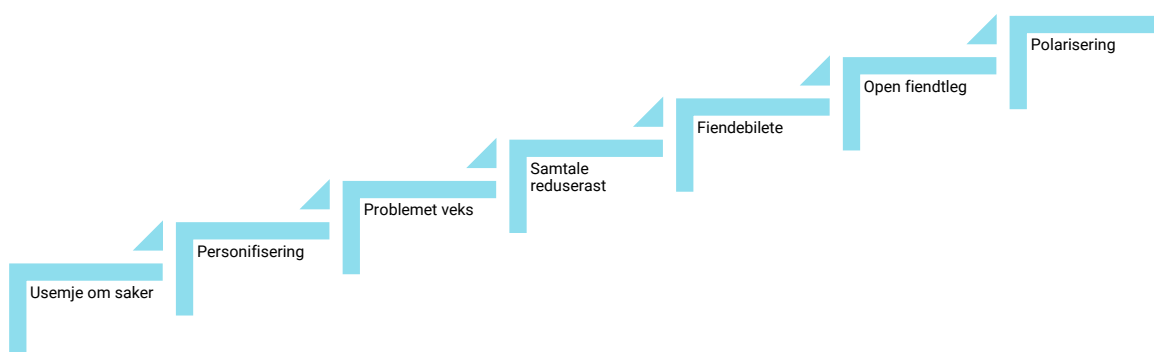 Usemje om saker
Personifisering
Problemet veks
Samtale
reduserast
Fiendebilete
Open fiendtleg
Polarisering